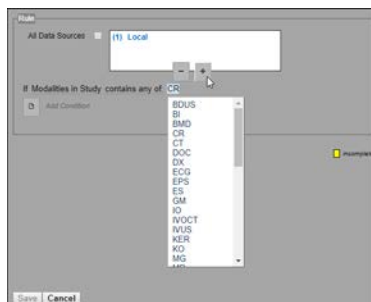 Rule
All Data Sources
(1) Local
- +
If Modalities in Study contains any of: CR
Add Condition
BDUS
BI
BMD
CR
CT
DOC
DX
ECG
EPS
ES
GM
IO
IVOCT
IVUS
KER
KO
MG
MR
Save Cancel